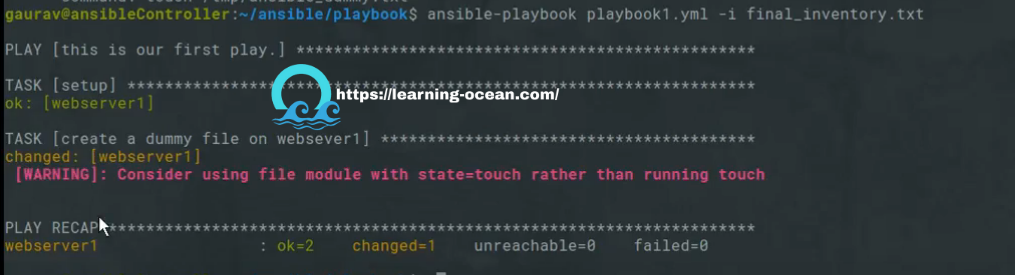 gaurav@ansibleController:~/ansible/playbook$ ansible-playbook playbook1.yml -i final_inventory.txt
PLAY [this is our first play.] ****************************************************
TASK [setup] ***********************************************************************
ok: [webserver1]
https://learning-ocean.com/
TASK [create a dummy file on websever1] ******************************************
changed: [webserver1]
[WARNING]: Consider using file module with state=touch rather than running touch
PLAY RECAP *************************************************************************
webserver1 : ok=2 changed=1 unreachable=0 failed=0